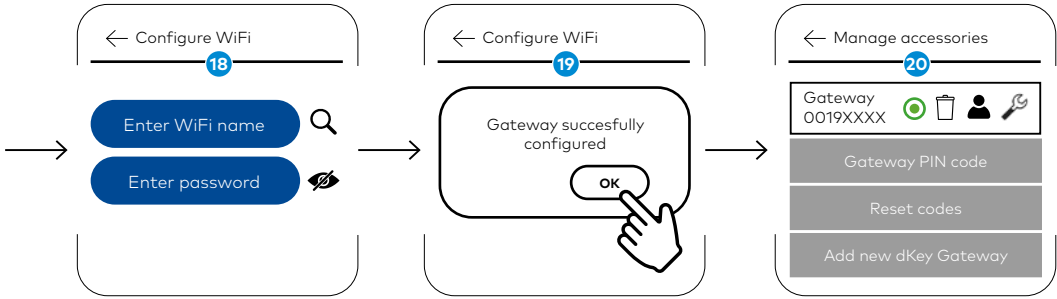 ← Configure WiFi
18
Enter WiFi name
Enter password
← Configure WiFi
19
Gateway succesfully
configured
OK
← Manage accessories
20
Gateway
0019XXXX
Gateway PIN code
Reset codes
Add new dKey Gateway